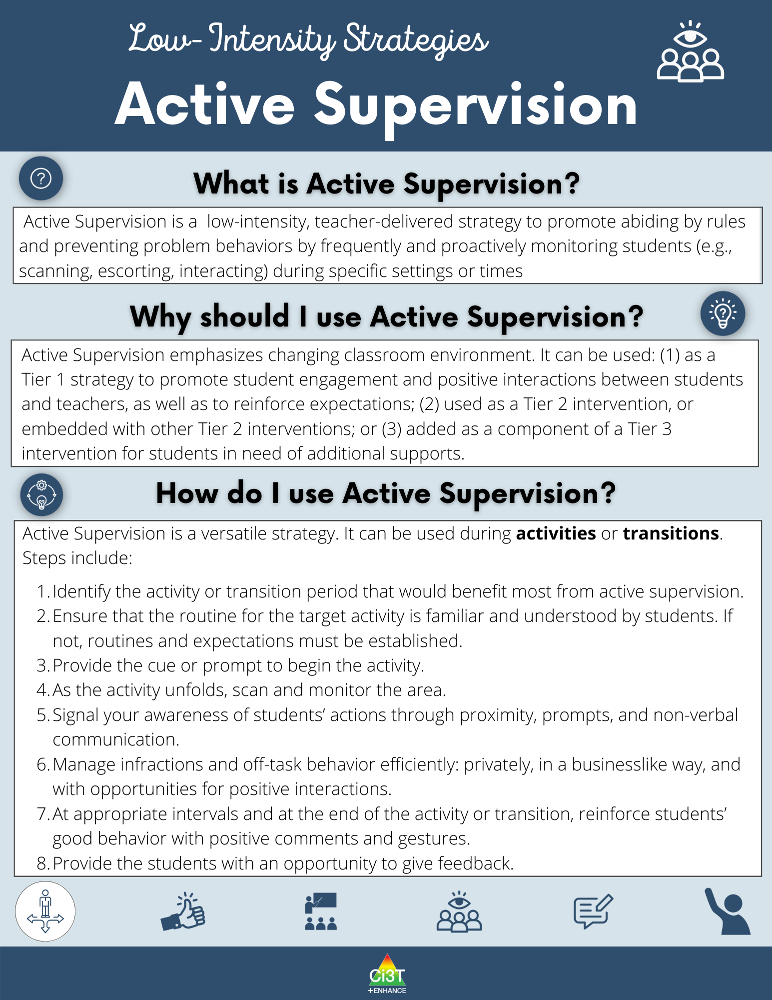 Low-Intensity Strategies
Active Supervision
?
What is Active Supervision?
Active Supervision is a low-intensity, teacher-delivered strategy to promote abiding by rules
and preventing problem behaviors by frequently and proactively monitoring students (e.g.,
scanning, escorting, interacting) during specific settings or times
Why should I use Active Supervision?
?
Active Supervision emphasizes changing classroom environment. It can be used: (1) as a
Tier 1 strategy to promote student engagement and positive interactions between students
and teachers, as well as to reinforce expectations; (2) used as a Tier 2 intervention, or
embedded with other Tier 2 interventions; or (3) added as a component of a Tier 3
intervention for students in need of additional supports.
How do I use Active Supervision?
Active Supervision is a versatile strategy. It can be used during activities or transitions.
Steps include:
1. Identify the activity or transition period that would benefit most from active supervision.
2. Ensure that the routine for the target activity is familiar and understood by students. If
not, routines and expectations must be established.
3. Provide the cue or prompt to begin the activity.
4. As the activity unfolds, scan and monitor the area.
5. Signal your awareness of students’ actions through proximity, prompts, and non-verbal
communication.
6. Manage infractions and off-task behavior efficiently: privately, in a businesslike way, and
with opportunities for positive interactions.
7. At appropriate intervals and at the end of the activity or transition, reinforce students’
good behavior with positive comments and gestures.
8. Provide the students with an opportunity to give feedback.
Ci3T
+ENHANCE